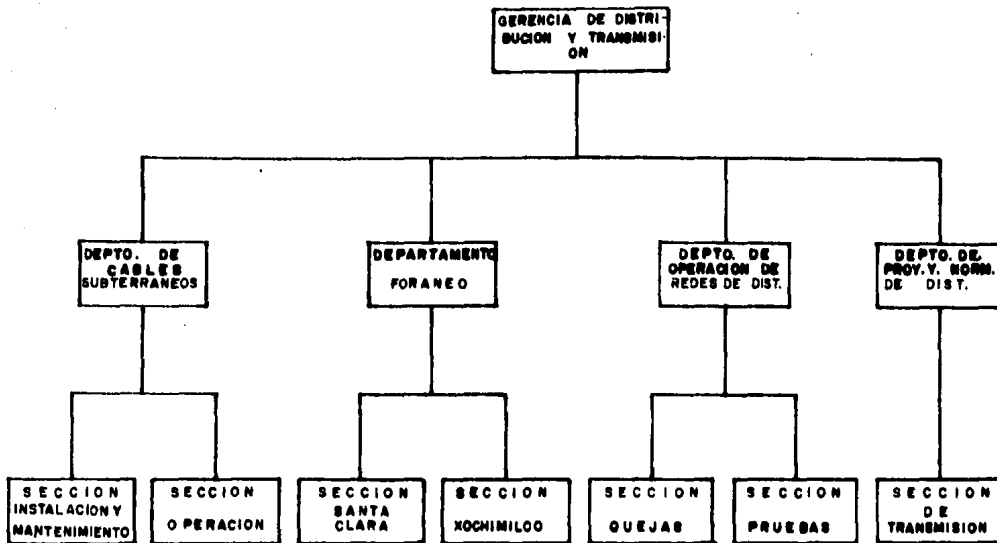 GERENCIA DE DISTRI-
BUCION Y TRANSMISI-
ON
DEPTO. DE
CABLES
SUBTERRANEOS
DEPARTAMENTO
FORANEO
DEPTO. DE
OPERACION DE
REDES DE DIST.
DEPTO. DE.
PROY. Y. NORM.
DE DIST.
SECCION
INSTALACION Y
MANTENIMIENTO
SECCION
OPERACION
SECCION
SANTA
CLARA
SECCION
XOCHIMILCO
SECCION
QUEJAS
SECCION
PRUEBAS
SECCION
DE
TRANSMISION